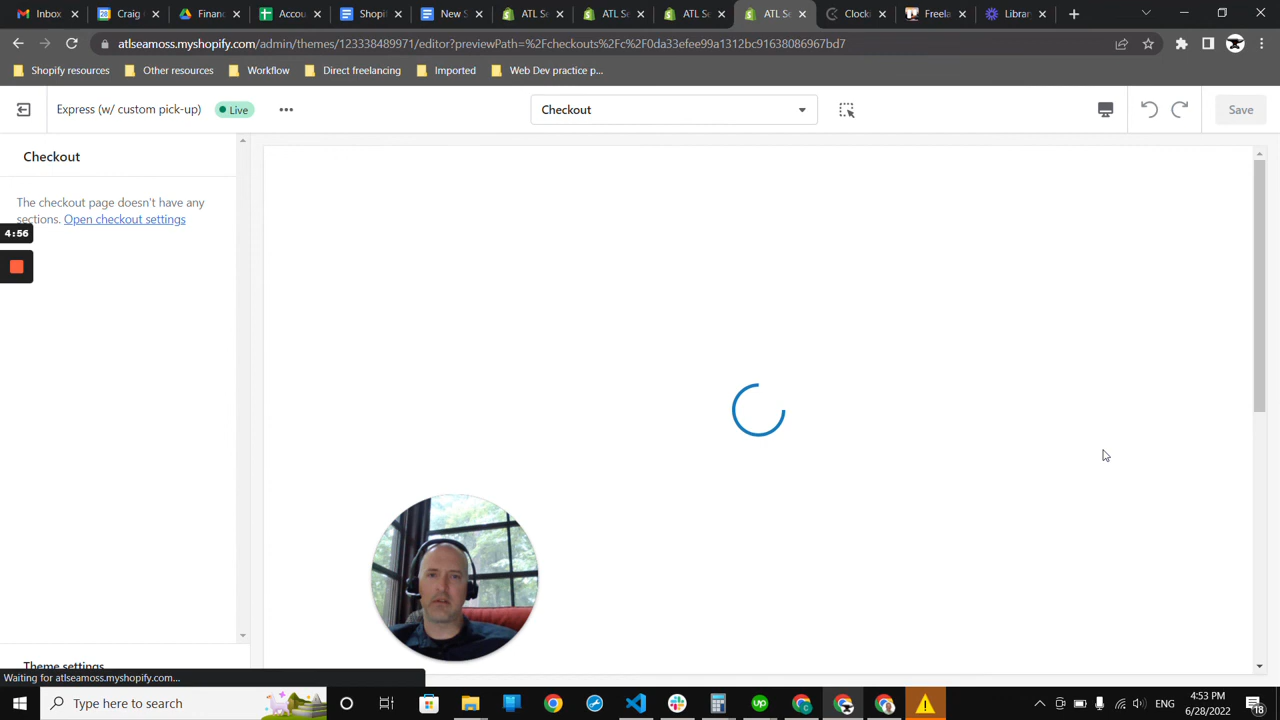 Inbox
Craig
Financ
Accou
Shopi
New S
ATL Se
ATL Se
ATL Se
ATL Se
Clocki
Freela
Librar
atlseamoss.myshopify.com/admin/themes/123338489971/editor?previewPath=%2Fcheckouts%2Fc%2F0da33efee99a1312bc91638086967bd7
Shopify resources
Other resources
Workflow
Direct freelancing
Imported
Web Dev practice p...
Express (w/ custom pick-up)
Live
Checkout
Save
Checkout
The checkout page doesn't have any
sections. Open checkout settings
4:56
Theme settings
Waiting for atlseamoss.myshopify.com...
Type here to search
ENG
4:53 PM
6/28/2022
18